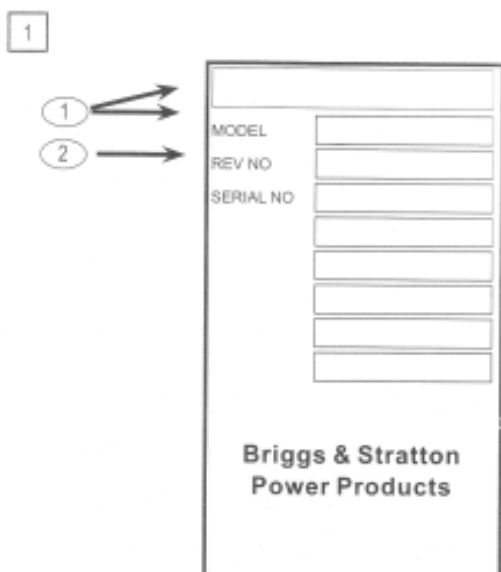 1
1
MODEL
2
REV NO
SERIAL NO
Briggs & Stratton
Power Products